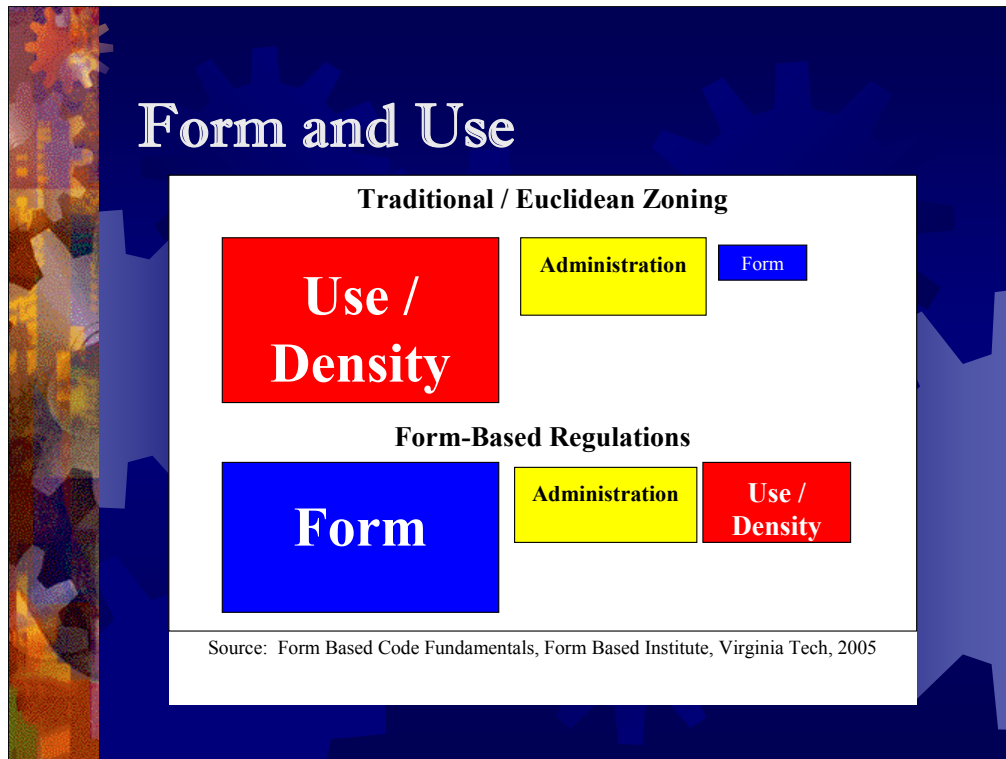 Form and Use
Traditional / Euclidean Zoning
Use /
Density
Administration
Form
Form-Based Regulations
Form
Administration
Use /
Density
Source:  Form Based Code Fundamentals, Form Based Institute, Virginia Tech, 2005